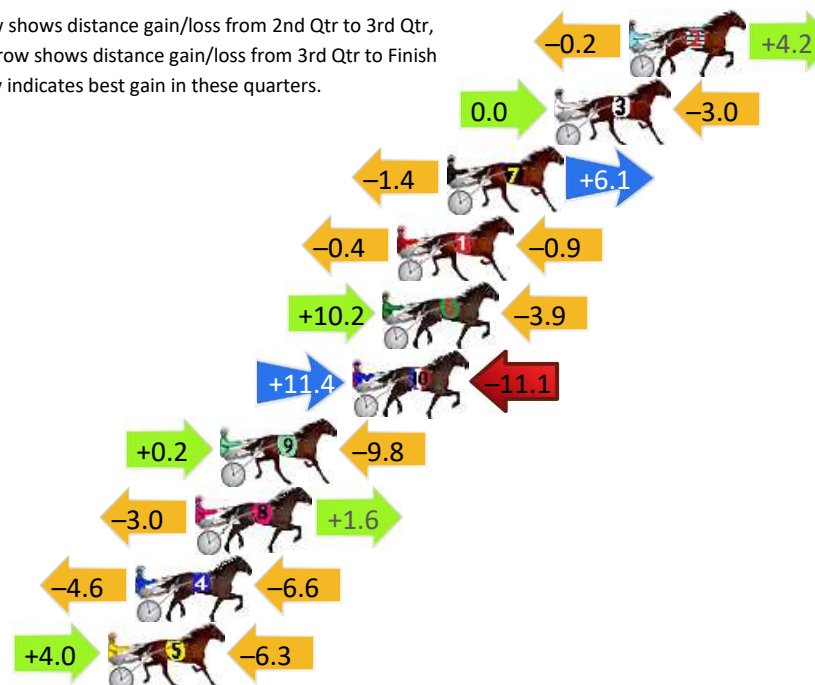 w shows distance gain/loss from 2nd Qtr to 3rd Qtr,
row shows distance gain/loss from 3rd Qtr to Finish
v indicates best gain in these quarters.
–0.2 2 +4.2
0.0 3 –3.0
–1.4 7 +6.1
–0.4 1 –0.9
+10.2 6 –3.9
+11.4 10 –11.1
+0.2 9 –9.8
–3.0 8 +1.6
–4.6 4 –6.6
+4.0 5 –6.3